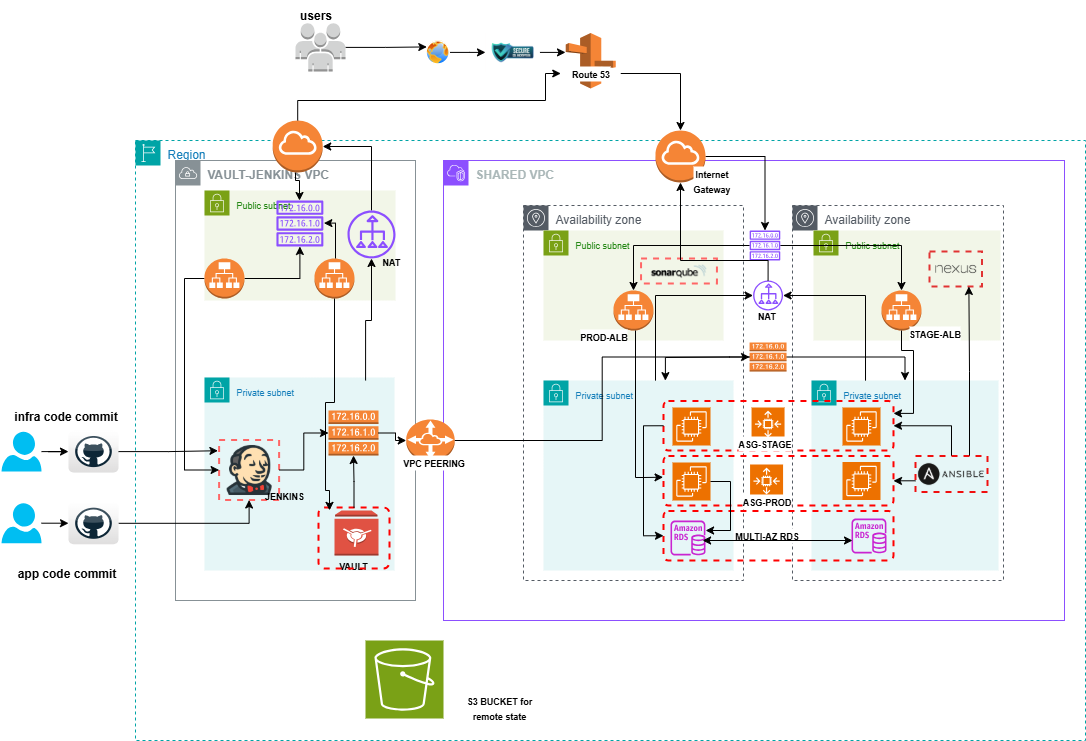 users
SECURE
Route 53
Region
VAULT-JENKINS VPC
SHARED VPC
Internet
Gateway
Public subnet
172.16.0.0
172.16.1.0
172.16.2.0
NAT
Availability zone
Public subnet
sonarqube
172.16.0.0
172.16.1.0
172.16.2.0
Availability zone
Public subnet
nexus
NAT
PROD-ALB
STAGE-ALB
172.16.0.0
172.16.1.0
172.16.2.0
Private subnet
Private subnet
Private subnet
infra code commit
172.16.0.0
172.16.1.0
172.16.2.0
VPC PEERING
JENKINS
ASG-STAGE
A ANSIBLE
ASG-PROD
Amazon
RDS
MULTI-AZ RDS
Amazon
RDS
VAULT
app code commit
S3 BUCKET for
remote state